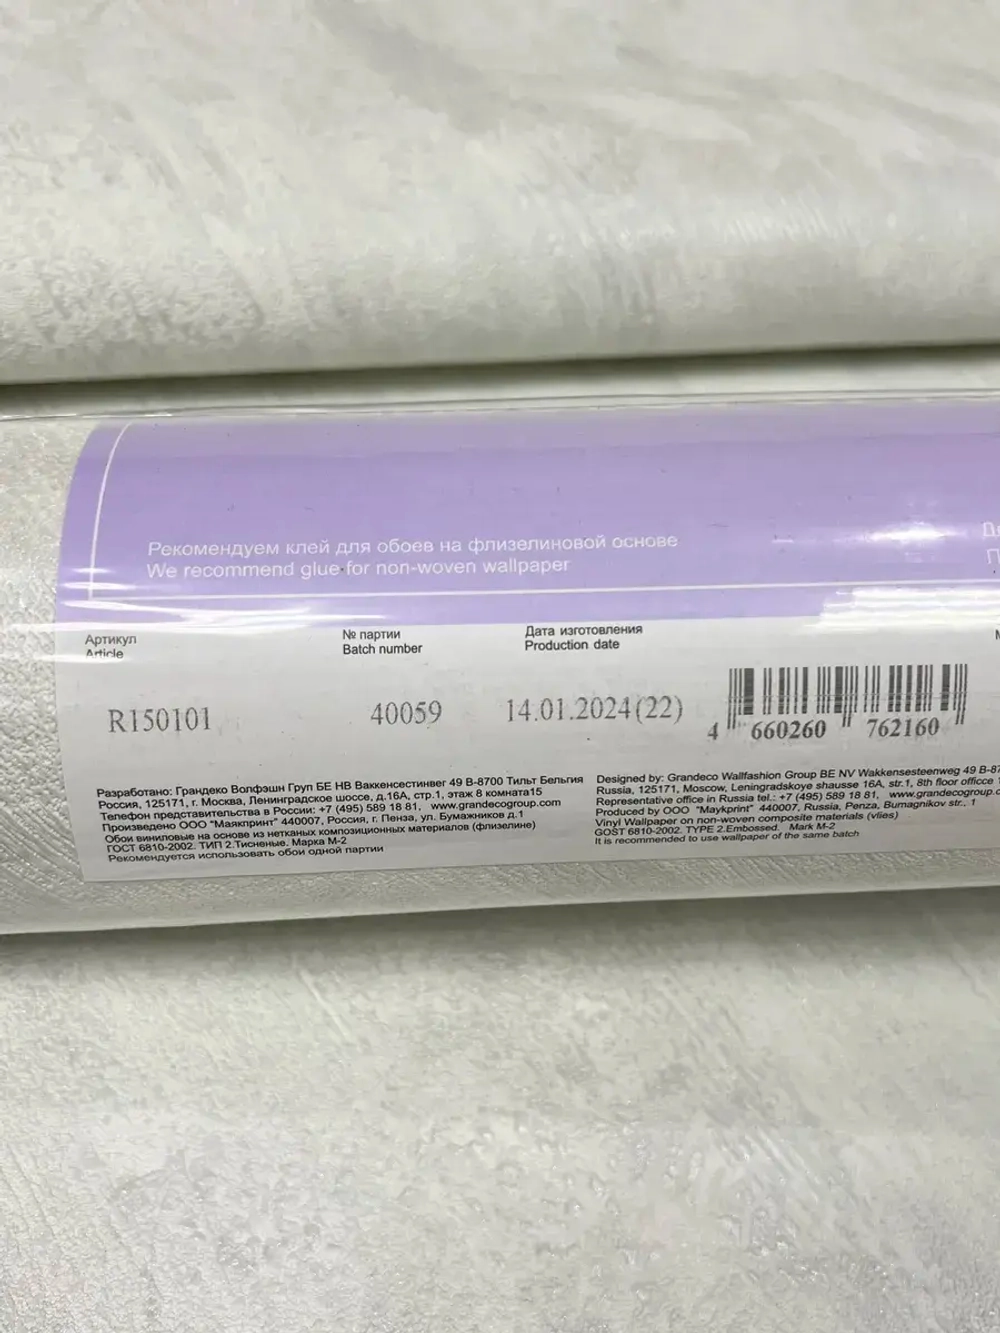 Рекомендуем клей для обоев на флизелиновой основе
We recommend glue for non-woven wallpaper
Артикул
Article
№ партии
Batch number
Дата изготовления
Production date
R150101
40059
14.01.2024(22)
4 660260 762160
Разработано: Грандеко Волфэшн Груп БЕ НВ Ваккенсестинвег 49 В-8700 Тильт Бельгия
Россия, 125171, г. Москва, Ленинградское шоссе, д.16А, стр.1, этаж 8 комната15
Телефон представительства в России: +7 (495) 589 18 81, www.grandecogroup.com
Произведено ООО "Маякпринт" 440007, Россия, г. Пенза, ул. Бумажников д.1
Обои виниловые на основе из нетканых композиционных материалов (флизелине)
ГОСТ 6810-2002. ТИП 2.Тисненые. Марка М-2
Рекомендуется использовать обои одной партии
Designed by: Grandeco Wallfashion Group BE NV Wakkensesteenweg 49 B-87
Russia, 125171, Moscow, Leningradskoye shausse 16A, str.1, 8th floor officce
Representative office in Russia tel.: +7 (495) 589 18 81, www.grandecogroup.c
Produced by OOO "Maykprint" 440007, Russia, Penza, Bumagnikov str., 1
Vinyl Wallpaper on non-woven composite materials (vlies)
GOST 6810-2002. TYPE 2.Embossed. Mark M-2
It is recommended to use wallpaper of the same batch